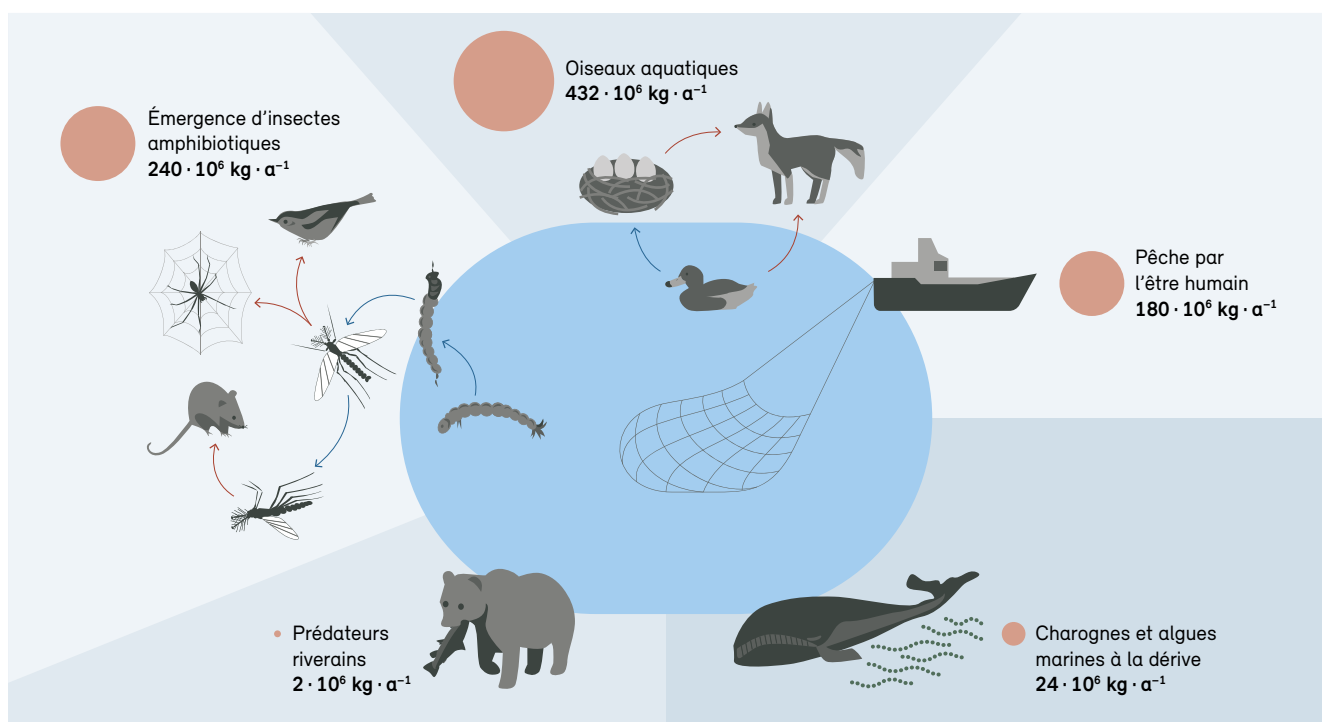 Oiseaux aquatiques
432 · 10⁶ kg · a⁻¹
Émergence d’insectes
amphibiotiques
240 · 10⁶ kg · a⁻¹
Pêche par
l’être humain
180 · 10⁶ kg · a⁻¹
Prédateurs
riverains
2 · 10⁶ kg · a⁻¹
Charognes et algues
marines à la dérive
24 · 10⁶ kg · a⁻¹